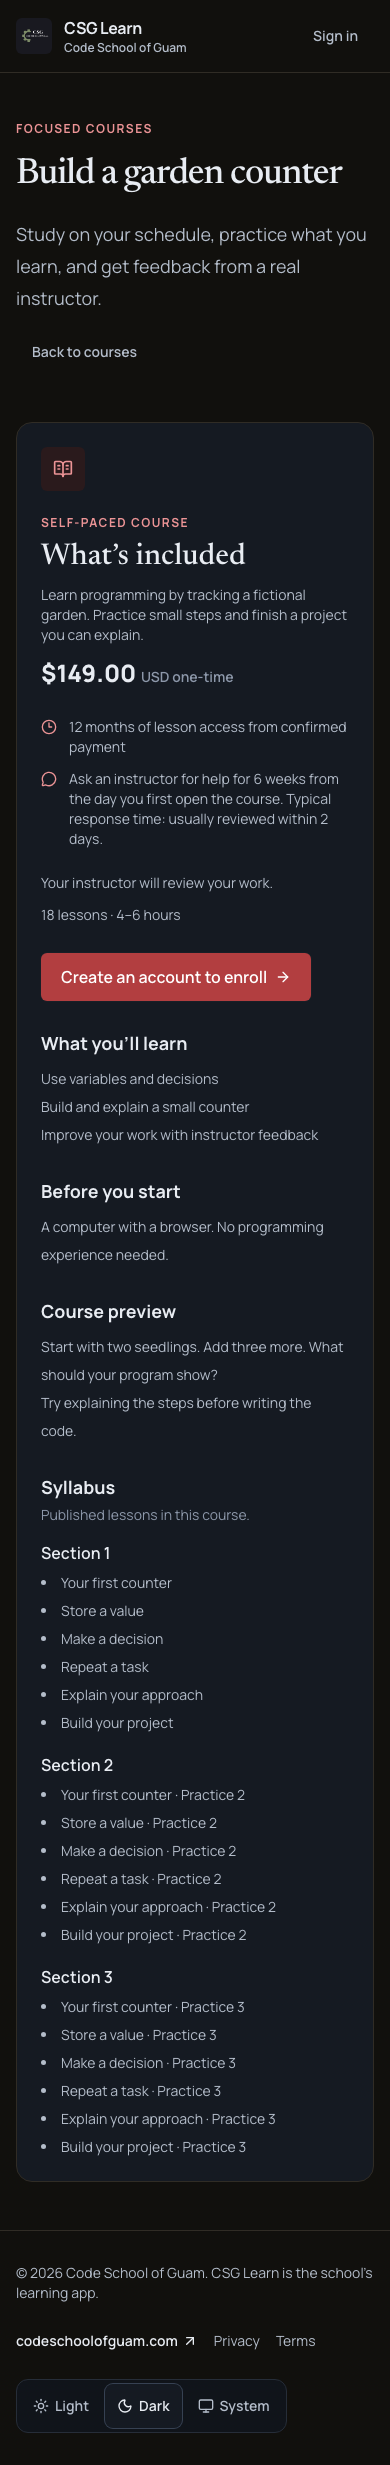 CSG Learn
Code School of Guam
Sign in
FOCUSED COURSES
Build a garden counter
Study on your schedule, practice what you
learn, and get feedback from a real
instructor.
Back to courses
SELF-PACED COURSE
What’s included
Learn programming by tracking a fictional
garden. Practice small steps and finish a project
you can explain.
$149.00 USD one-time
12 months of lesson access from confirmed
payment
Ask an instructor for help for 6 weeks from
the day you first open the course. Typical
response time: usually reviewed within 2
days.
Your instructor will review your work.
18 lessons · 4–6 hours
Create an account to enroll
What you’ll learn
Use variables and decisions
Build and explain a small counter
Improve your work with instructor feedback
Before you start
A computer with a browser. No programming
experience needed.
Course preview
Start with two seedlings. Add three more. What
should your program show?
Try explaining the steps before writing the
code.
Syllabus
Published lessons in this course.
Section 1
Your first counter
Store a value
Make a decision
Repeat a task
Explain your approach
Build your project
Section 2
Your first counter · Practice 2
Store a value · Practice 2
Make a decision · Practice 2
Repeat a task · Practice 2
Explain your approach · Practice 2
Build your project · Practice 2
Section 3
Your first counter · Practice 3
Store a value · Practice 3
Make a decision · Practice 3
Repeat a task · Practice 3
Explain your approach · Practice 3
Build your project · Practice 3
© 2026 Code School of Guam. CSG Learn is the school’s
learning app.
codeschoolofguam.com Privacy Terms
Light Dark System